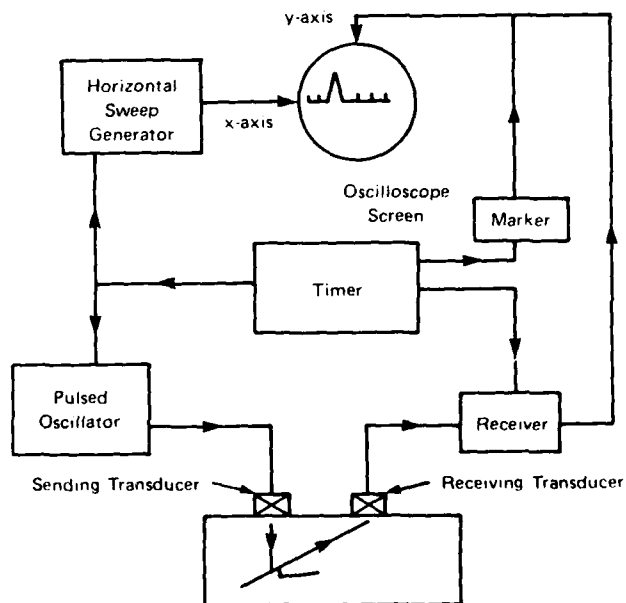 y-axis
Horizontal
Sweep
Generator
x-axis
Oscilloscope
Screen
Marker
Timer
Pulsed
Oscillator
Receiver
Sending Transducer
Receiving Transducer